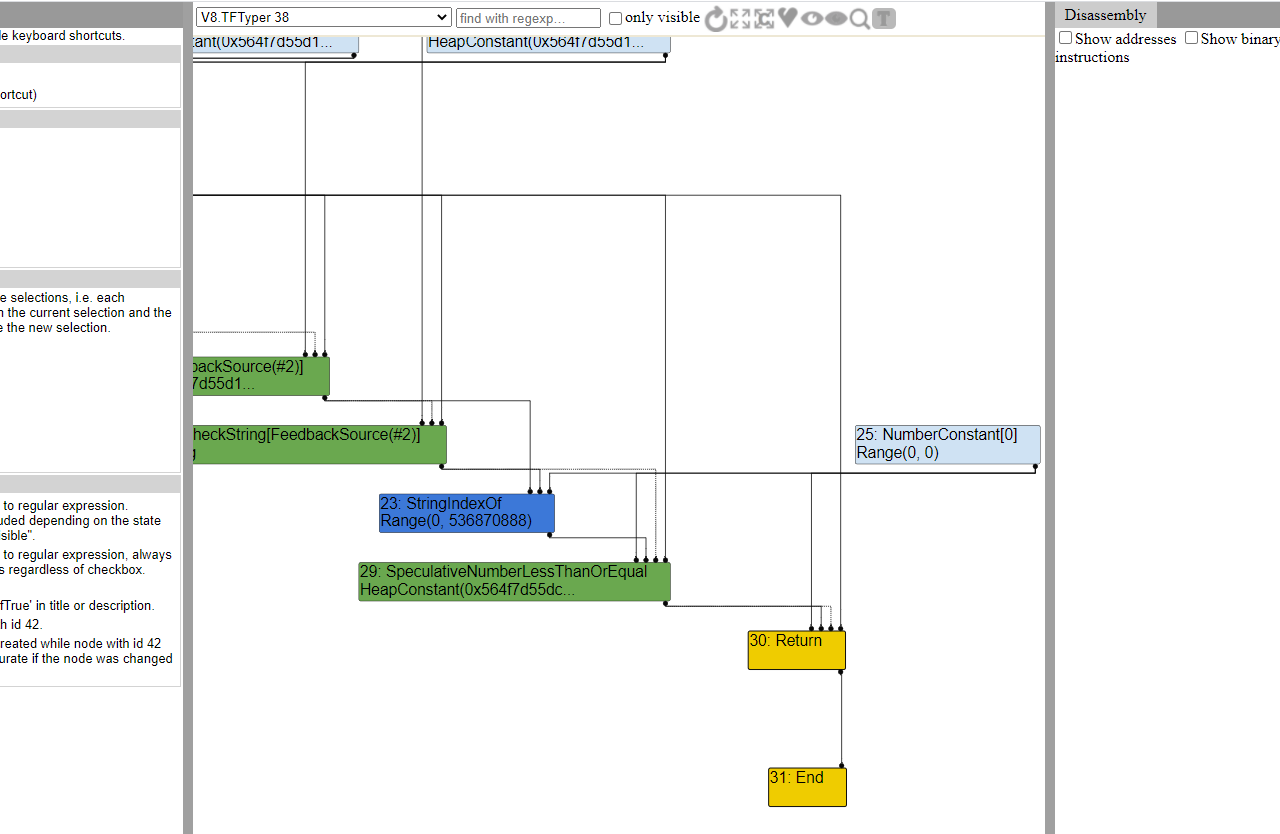 le keyboard shortcuts.
ortcut)
e selections, i.e. each
n the current selection and the
e the new selection.
to regular expression.
uded depending on the state
sible".
to regular expression, always
s regardless of checkbox.
fTrue' in title or description.
h id 42.
reated while node with id 42
urate if the node was changed
V8.TFTyper 38
find with regexp...
only visible
T
tant(0x564f7d55d1...
HeapConstant(0x564f7d55d1...
backSource(#2)]
7d55d1...
heckString[FeedbackSource(#2)]
g
25: NumberConstant[0]
Range(0, 0)
23: StringIndexOf
Range(0, 536870888)
29: SpeculativeNumberLessThanOrEqual
HeapConstant(0x564f7d55dc...
30: Return
31: End
Disassembly
Show addresses
Show binary
instructions